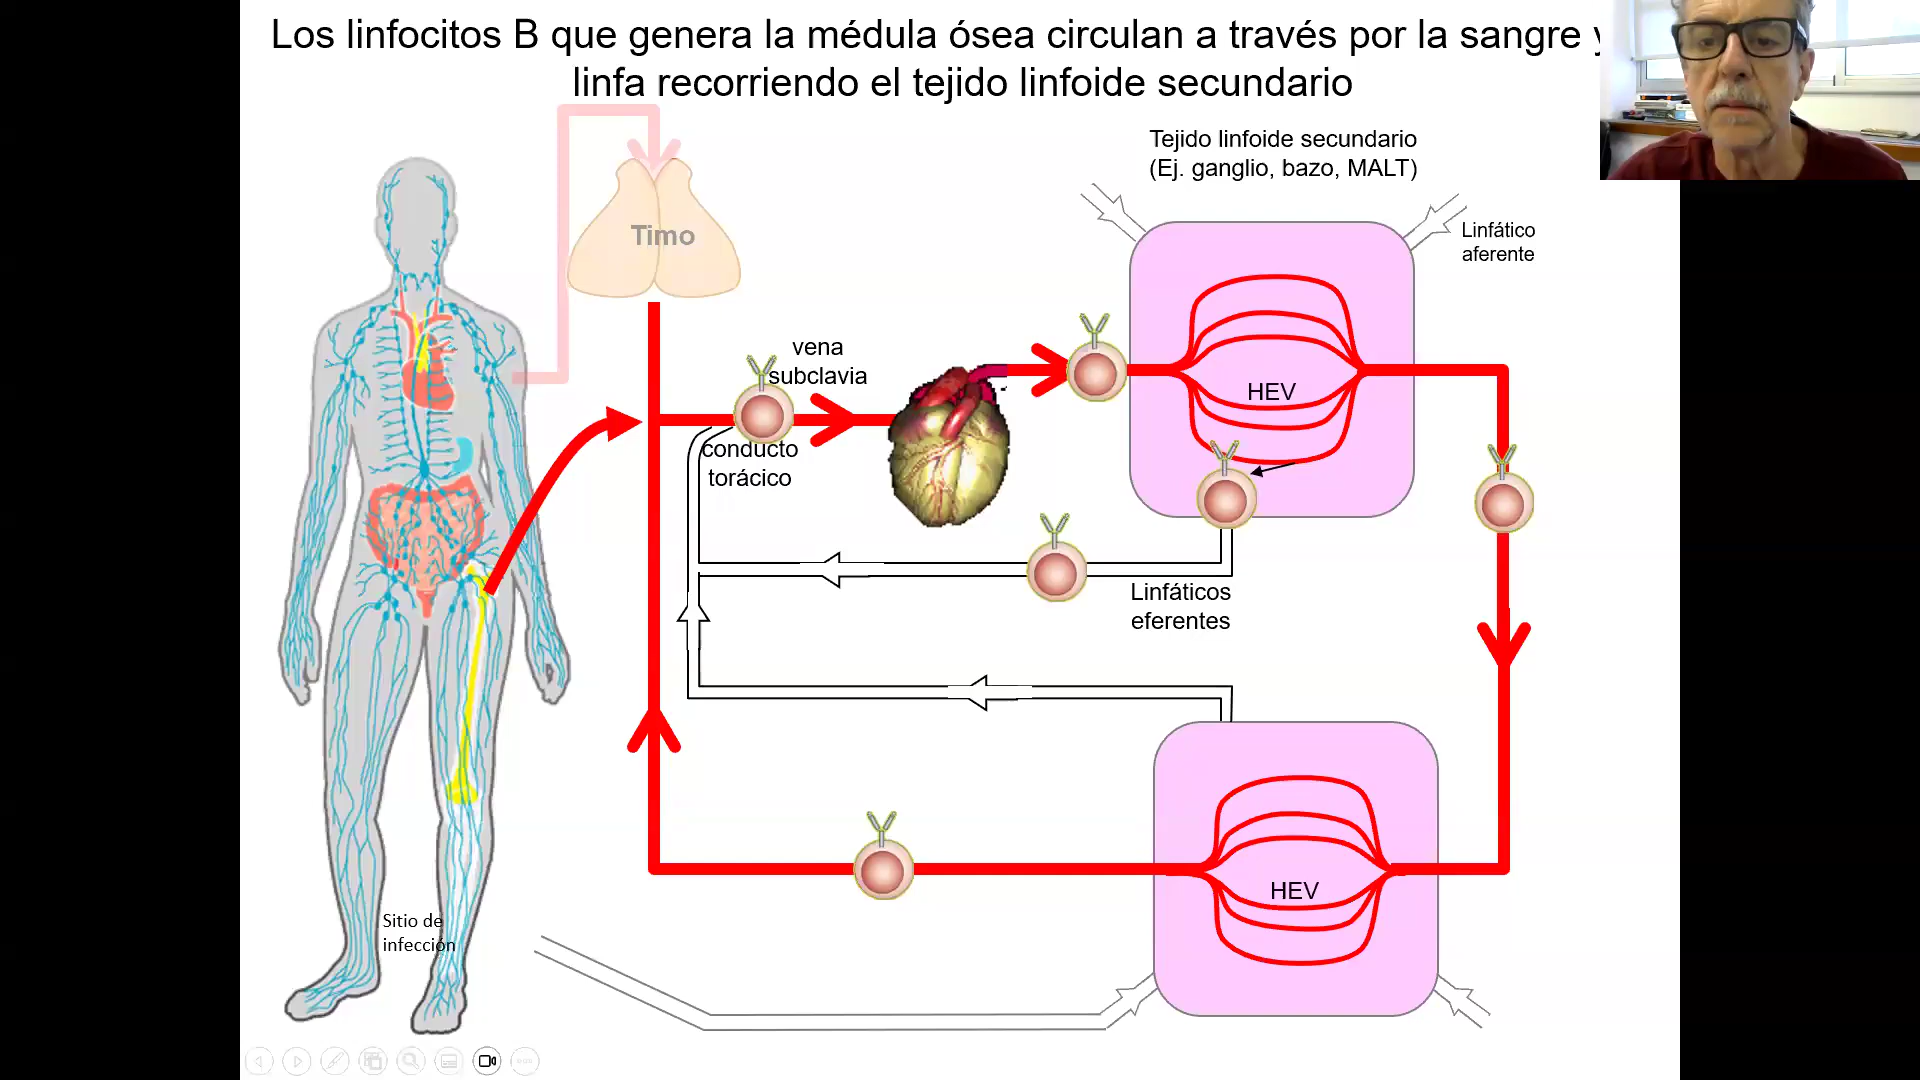 Los linfocitos B que genera la médula ósea circulan a través por la sangre y
linfa recorriendo el tejido linfoide secundario
Tejido linfoide secundario
(Ej. ganglio, bazo, MALT)
Timo
Linfático
aferente
vena
subclavia
HEV
conducto
torácico
Linfáticos
eferentes
HEV
Sitio de
infección